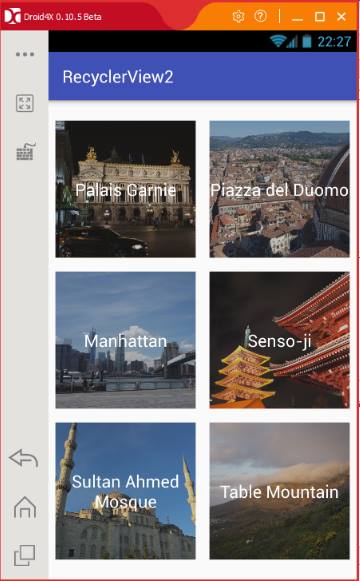 Droid4X 0.10.5 Beta
22:27
RecyclerView2
Palais Garnie
Piazza del Duomo
Manhattan
Senso-ji
Sultan Ahmed
Mosque
Table Mountain